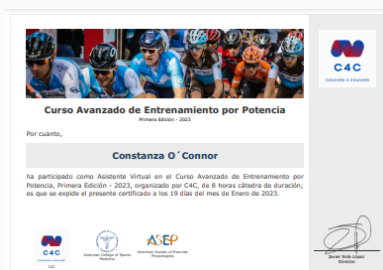 Curso Avanzado de Entrenamiento por Potencia
Primera Edición - 2023
Por cuanto,
Constanza O´Connor
ha participado como Asistente Virtual en el Curso Avanzado de Entrenamiento por
Potencia, Primera Edición - 2023, organizado por C4C, de 8 horas cátedra de duración;
es que se expide el presente certificado a los 19 días del mes de Enero de 2023.
C4C
COACHES 4 COACHES
C4C
ASEP
American College of Sports
Medicine
American Society of Exercise
Physiologists
C4C
Director